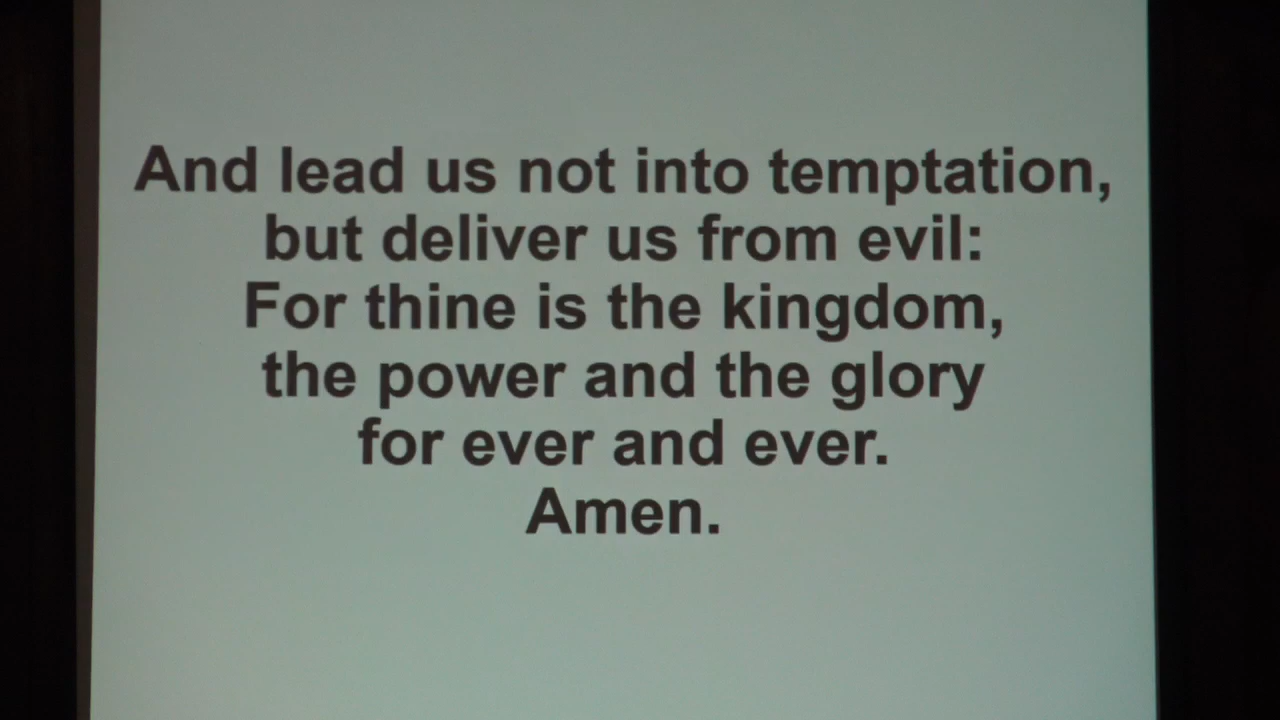 And lead us not into temptation,
but deliver us from evil:
For thine is the kingdom,
the power and the glory
for ever and ever.
Amen.